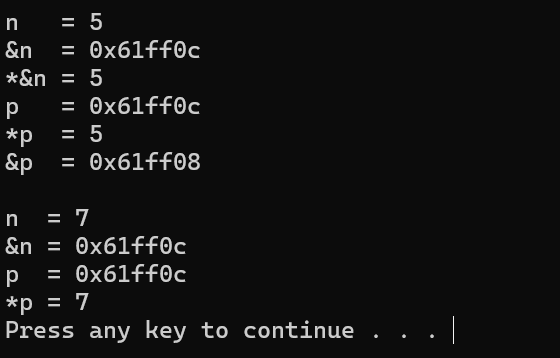 n   = 5
&n  = 0x61ff0c
*&n = 5
p   = 0x61ff0c
*p  = 5
&p  = 0x61ff08

n  = 7
&n = 0x61ff0c
p  = 0x61ff0c
*p = 7
Press any key to continue . . .